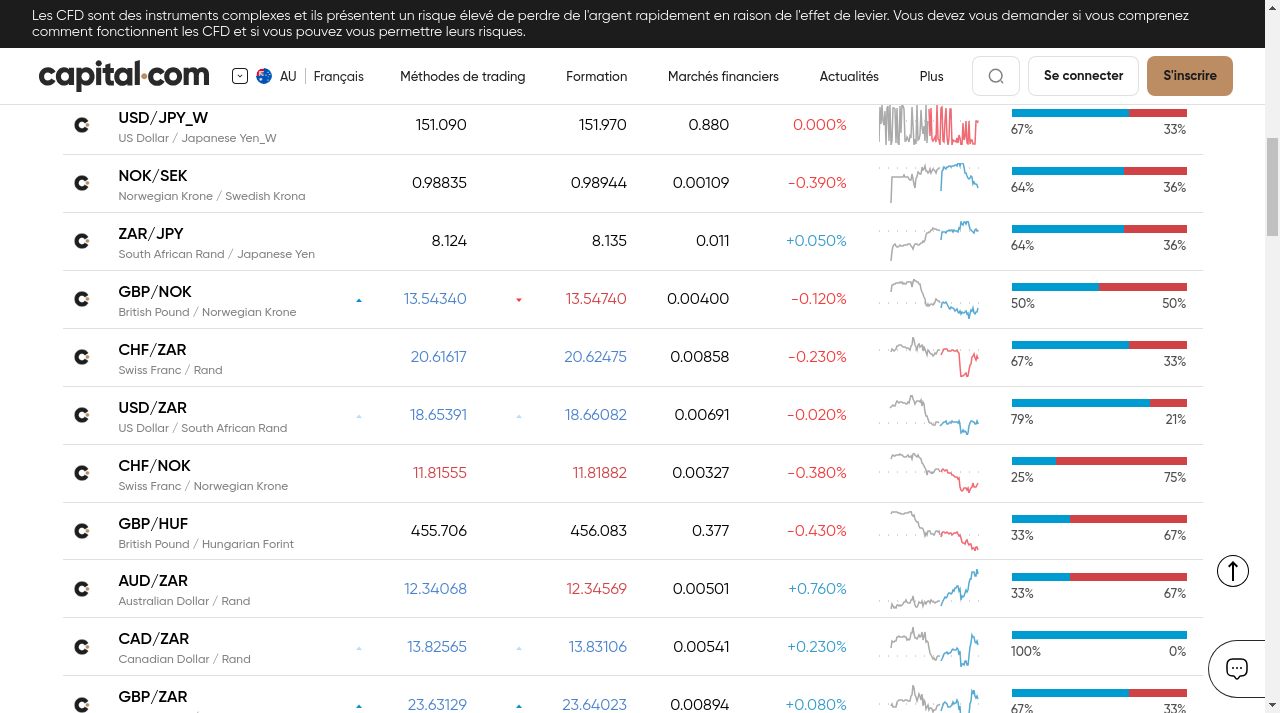 Les CFD sont des instruments complexes et ils présentent un risque élevé de perdre de l'argent rapidement en raison de l'effet de levier. Vous devez vous demander si vous comprenez
comment fonctionnent les CFD et si vous pouvez vous permettre leurs risques.
capital.com AU Français Méthodes de trading Formation Marchés financiers Actualités Plus Se connecter S'inscrire
USD/JPY_W 151.090 151.970 0.880 0.000%
US Dollar / Japanese Yen_W 67% 33%
NOK/SEK 0.98835 0.98944 0.00109 -0.390%
Norwegian Krone / Swedish Krona 64% 36%
ZAR/JPY 8.124 8.135 0.011 +0.050%
South African Rand / Japanese Yen 64% 36%
GBP/NOK 13.54340 13.54740 0.00400 -0.120%
British Pound / Norwegian Krone 50% 50%
CHF/ZAR 20.61617 20.62475 0.00858 -0.230%
Swiss Franc / Rand 67% 33%
USD/ZAR 18.65391 18.66082 0.00691 -0.020%
US Dollar / South African Rand 79% 21%
CHF/NOK 11.81555 11.81882 0.00327 -0.380%
Swiss Franc / Norwegian Krone 25% 75%
GBP/HUF 455.706 456.083 0.377 -0.430%
British Pound / Hungarian Forint 33% 67%
AUD/ZAR 12.34068 12.34569 0.00501 +0.760%
Australian Dollar / Rand 33% 67%
CAD/ZAR 13.82565 13.83106 0.00541 +0.230%
Canadian Dollar / Rand 100% 0%
GBP/ZAR 23.63129 23.64023 0.00894 +0.080%
67% 33%